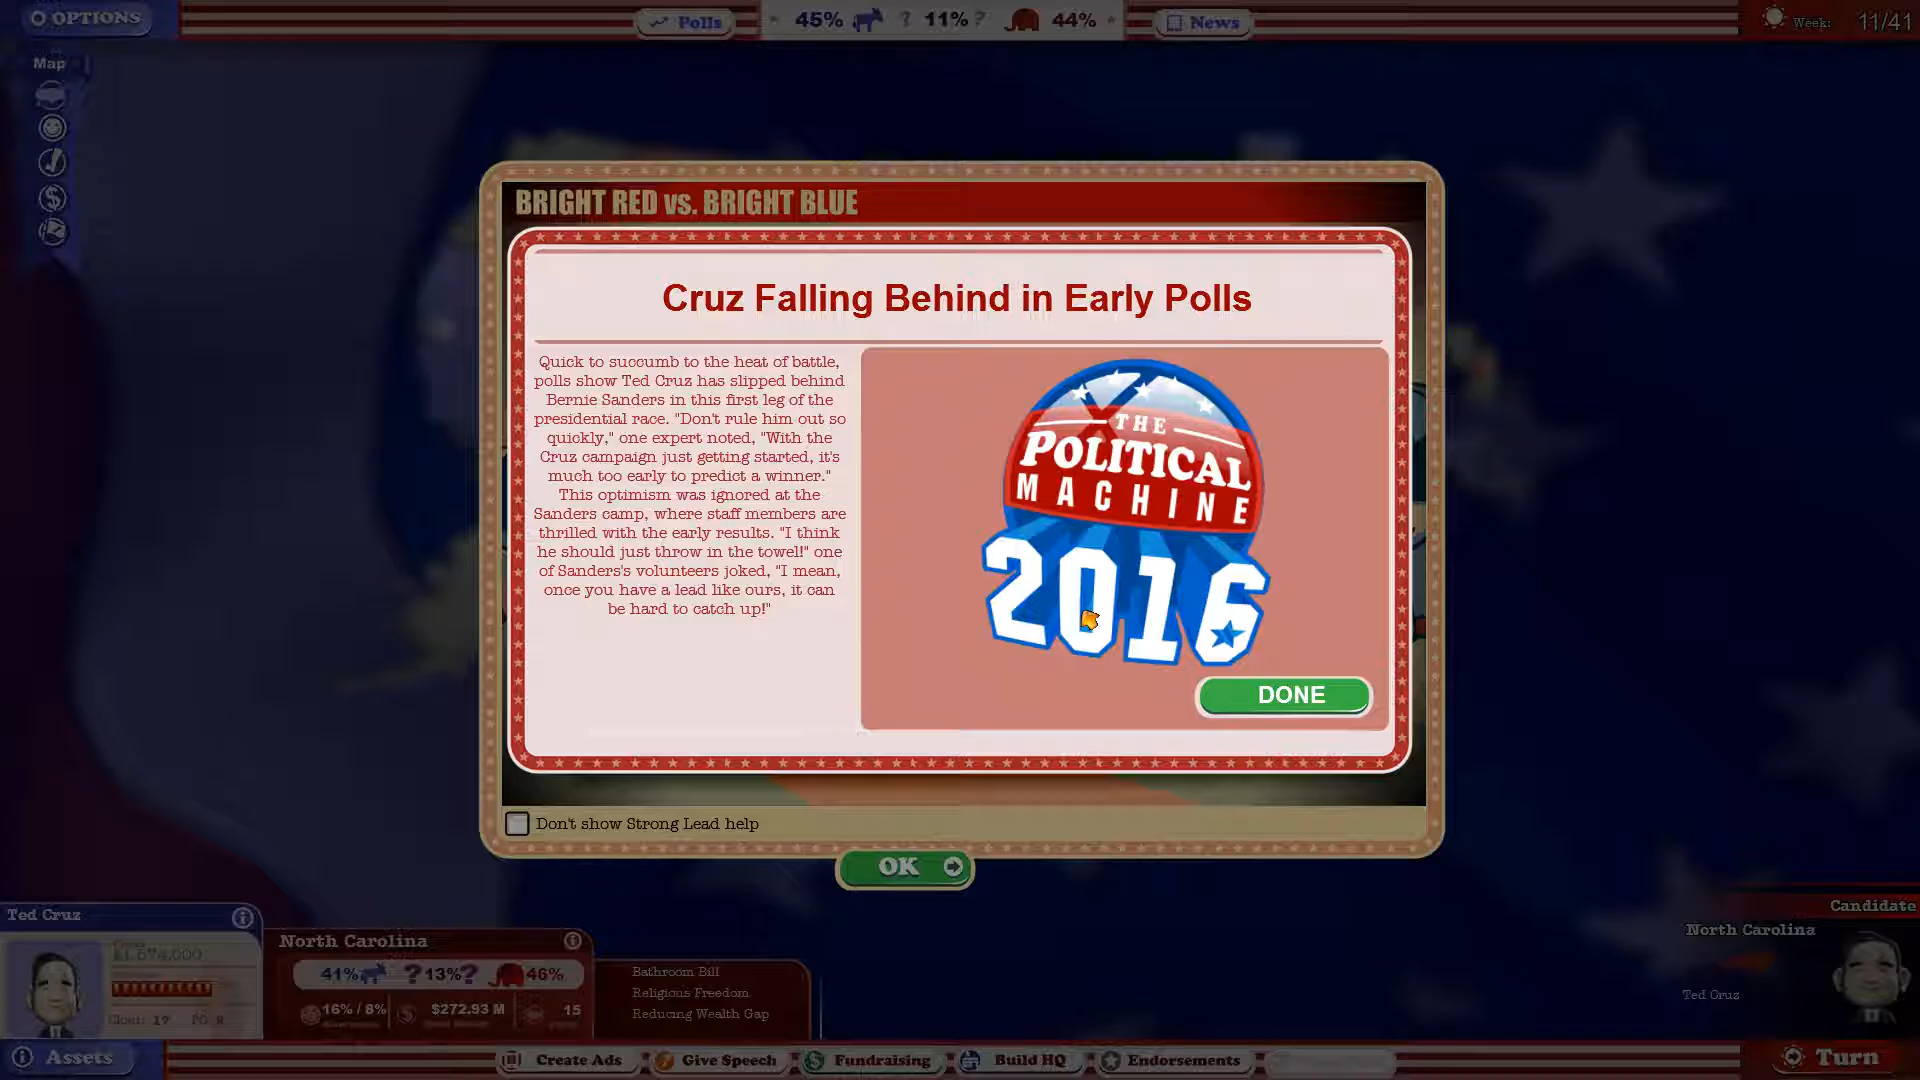 OPTIONS
Polls
45%
? 11% ?
44%
News
Week: 11/41
Map
BRIGHT RED vs. BRIGHT BLUE
Cruz Falling Behind in Early Polls
Quick to succumb to the heat of battle,
polls show Ted Cruz has slipped behind
Bernie Sanders in this first leg of the
presidential race. "Don't rule him out so
quickly," one expert noted, "With the
Cruz campaign just getting started, it's
much too early to predict a winner."
This optimism was ignored at the
Sanders camp, where staff members are
thrilled with the early results. "I think
he should just throw in the towel!" one
of Sanders's volunteers joked, "I mean,
once you have a lead like ours, it can
be hard to catch up!"
THE
POLITICAL
MACHINE
2016
DONE
Don't show Strong Lead help
OK
Ted Cruz
North Carolina
41% ? 13% ? 46%
16% / 8%
$272.93 M
15
Bathroom Bill
Religious Freedom
Reducing Wealth Gap
Candidate
North Carolina
Ted Cruz
Assets
Create Ads
Give Speech
Fundraising
Build HQ
Endorsements
Turn